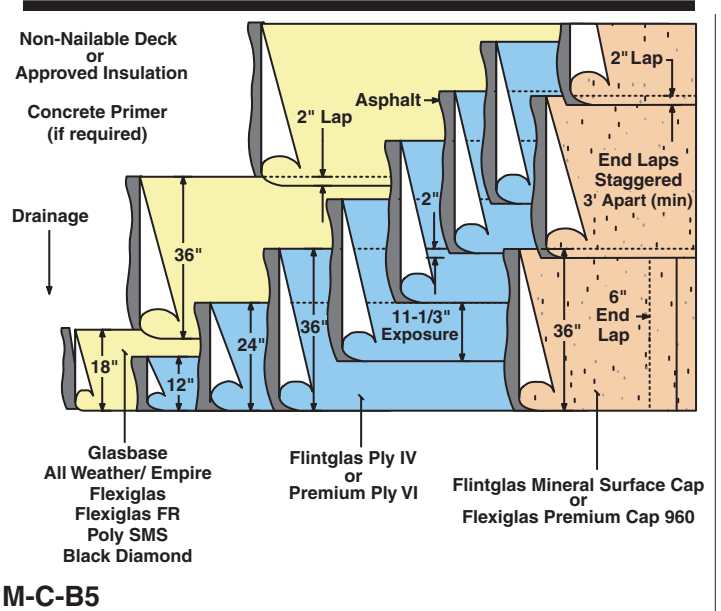 Non-Nailable Deck
or
Approved Insulation
Concrete Primer
(if required)
Drainage
2" Lap
Asphalt
2" Lap
End Laps
Staggered
3' Apart (min)
2"
36"
18"
12"
24"
36"
11-1/3"
Exposure
36"
6"
End
Lap
Glasbase
All Weather/ Empire
Flexiglas
Flexiglas FR
Poly SMS
Black Diamond
Flintglas Ply IV
or
Premium Ply VI
Flintglas Mineral Surface Cap
or
Flexiglas Premium Cap 960
M-C-B5